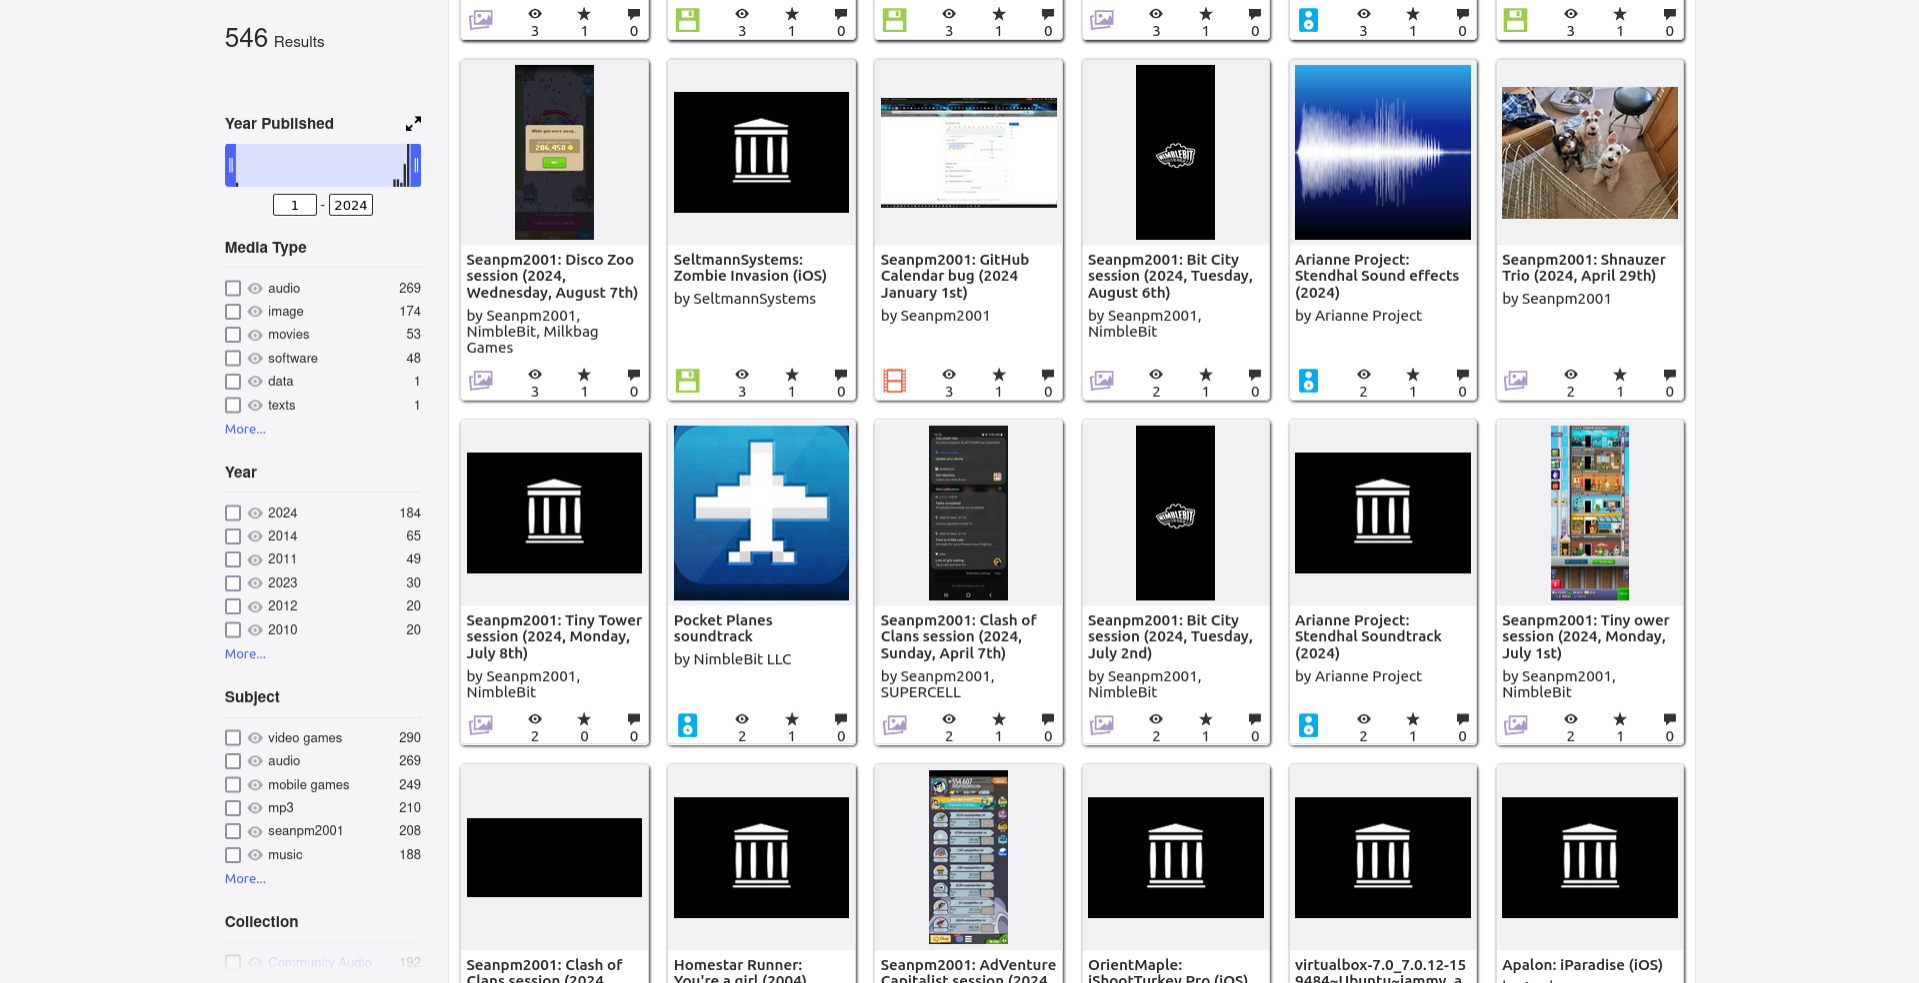 546 Results
Year Published
1 - 2024
Media Type
audio 269
image 174
movies 53
software 48
data 1
texts 1
More...
Year
2024 184
2014 65
2011 49
2023 30
2012 20
2010 20
More...
Subject
video games 290
audio 269
mobile games 249
mp3 210
seanpm2001 208
music 188
More...
Collection
Community Audio 192
3 1 0
3 1 0
3 1 0
3 1 0
3 1 0
3 1 0
206,458
Seanpm2001: Disco Zoo
session (2024,
Wednesday, August 7th)
by Seanpm2001,
NimbleBit, Milkbag
Games
3 1 0
SeltmannSystems:
Zombie Invasion (iOS)
by SeltmannSystems
3 1 0
Seanpm2001: GitHub
Calendar bug (2024
January 1st)
by Seanpm2001
3 1 0
NIMBLEBIT
Seanpm2001: Bit City
session (2024, Tuesday,
August 6th)
by Seanpm2001,
NimbleBit
2 1 0
Arianne Project:
Stendhal Sound effects
(2024)
by Arianne Project
2 1 0
Seanpm2001: Shnauzer
Trio (2024, April 29th)
by Seanpm2001
2 1 0
Seanpm2001: Tiny Tower
session (2024, Monday,
July 8th)
by Seanpm2001,
NimbleBit
2 0 0
Pocket Planes
soundtrack
by NimbleBit LLC
2 1 0
Seanpm2001: Clash of
Clans session (2024,
Sunday, April 7th)
by Seanpm2001,
SUPERCELL
2 1 0
NIMBLEBIT
Seanpm2001: Bit City
session (2024, Tuesday,
July 2nd)
by Seanpm2001,
NimbleBit
2 1 0
Arianne Project:
Stendhal Soundtrack
(2024)
by Arianne Project
2 1 0
Seanpm2001: Tiny ower
session (2024, Monday,
July 1st)
by Seanpm2001,
NimbleBit
2 1 0
Seanpm2001: Clash of
Clans session (2024,
Homestar Runner:
You're a girl (2004)
Seanpm2001: AdVenture
Capitalist session (2024,
OrientMaple:
iShootTurkey Pro (iOS)
virtualbox-7.0_7.0.12-15
9484~Ubuntu~jammy_a
Apalon: iParadise (iOS)